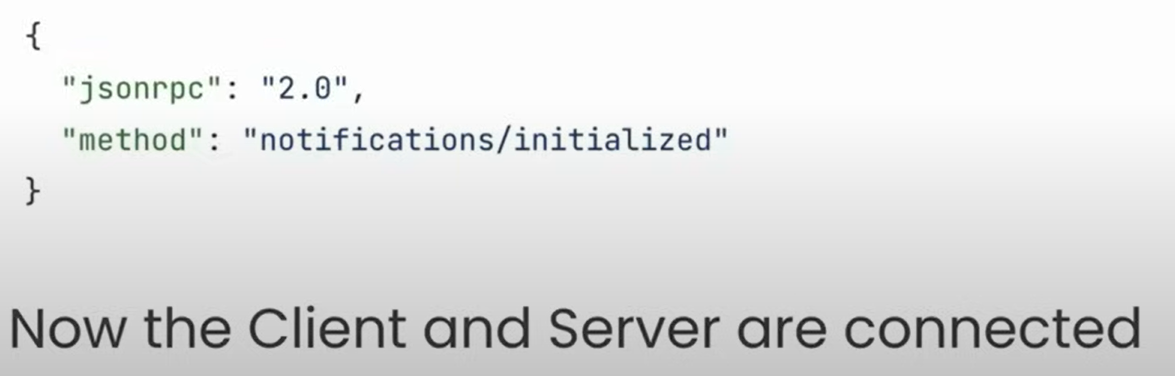 {
"jsonrpc": "2.0",
"method": "notifications/initialized"
}
Now the Client and Server are connected